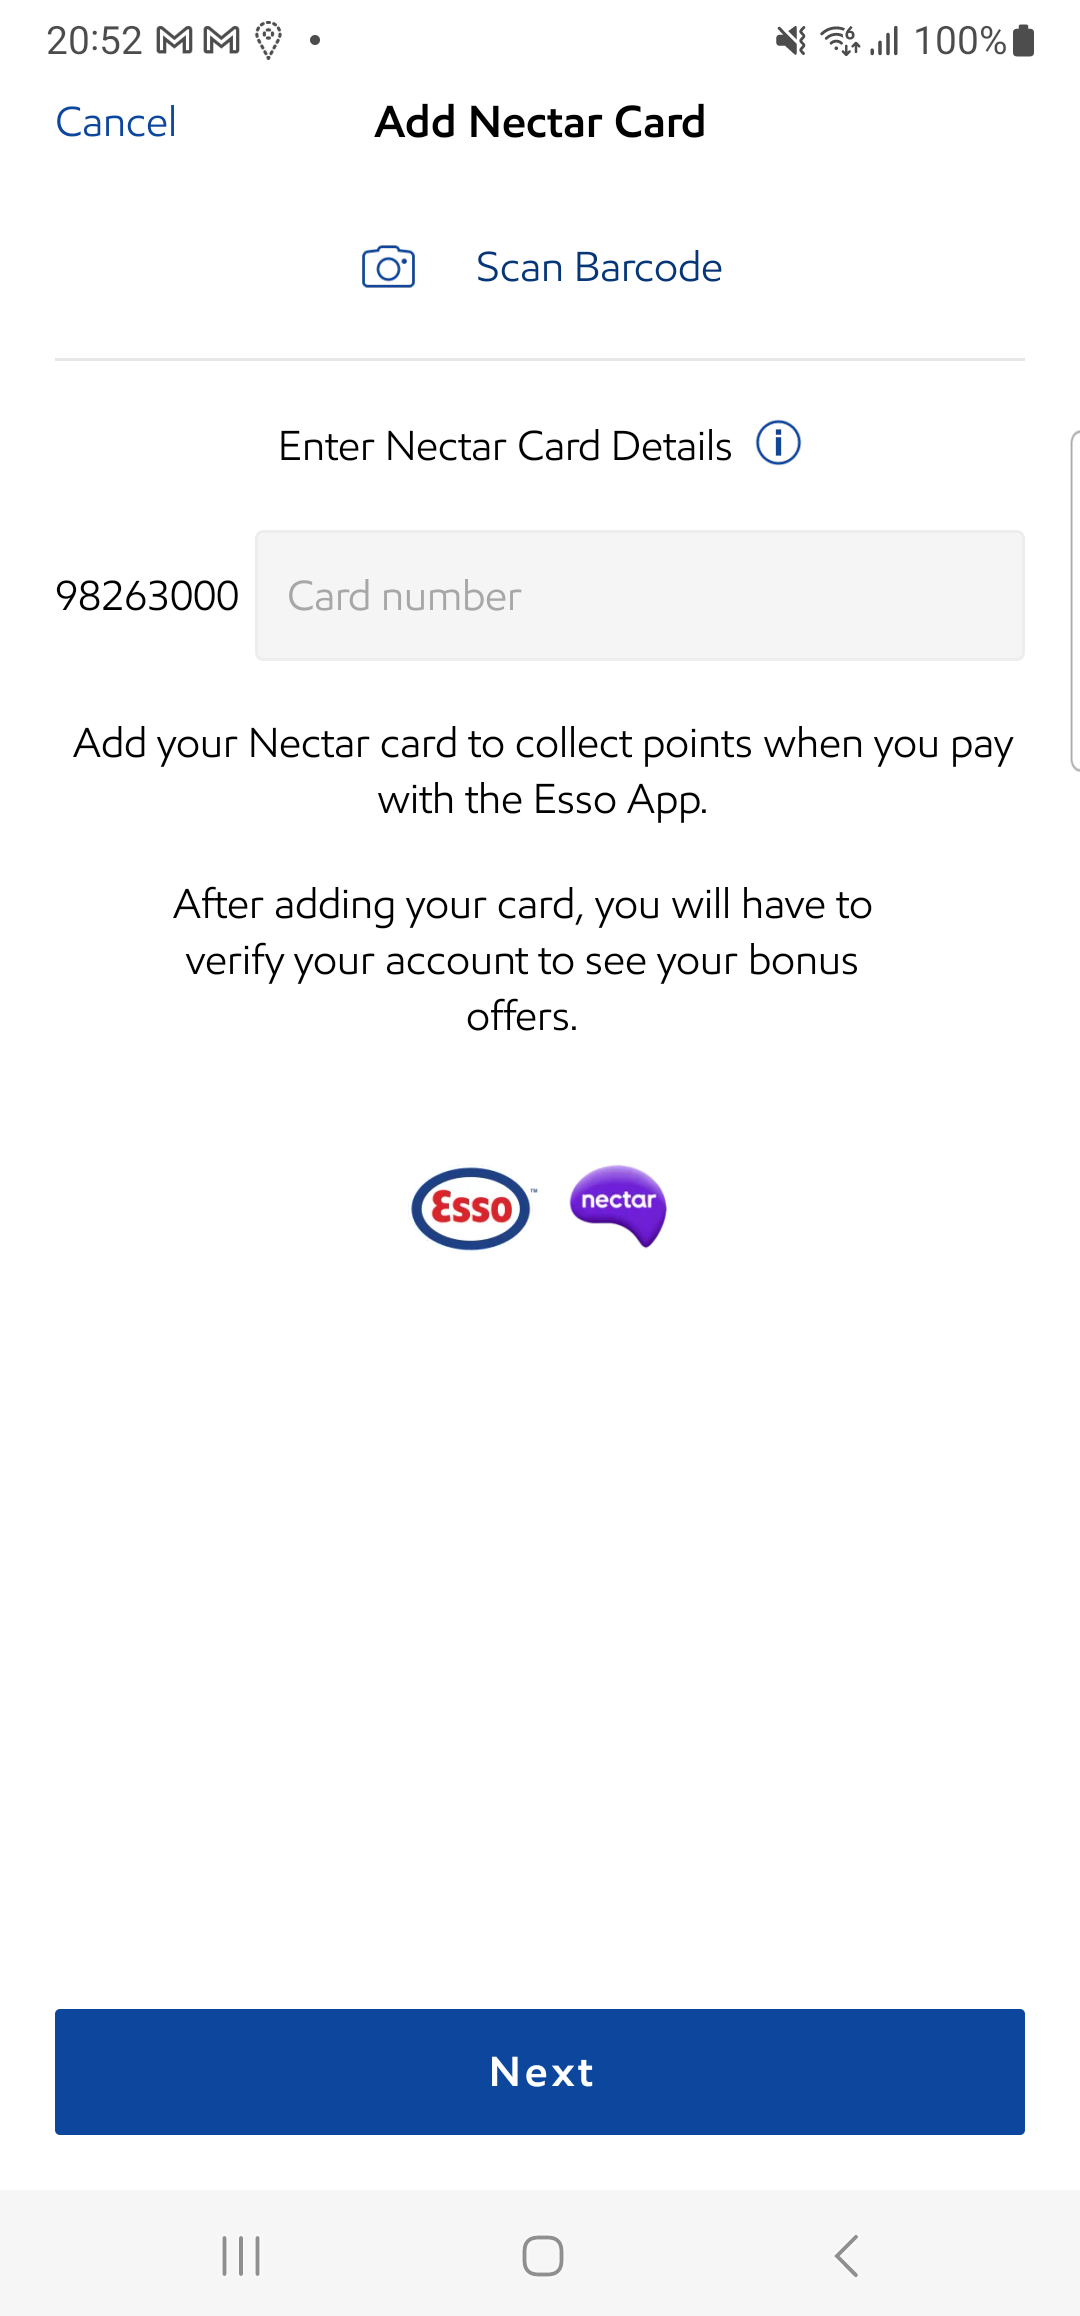 20:52 100%
Cancel Add Nectar Card
Scan Barcode
Enter Nectar Card Details
98263000 Card number
Add your Nectar card to collect points when you pay
with the Esso App.
After adding your card, you will have to
verify your account to see your bonus
offers.
Esso™ nectar
Next